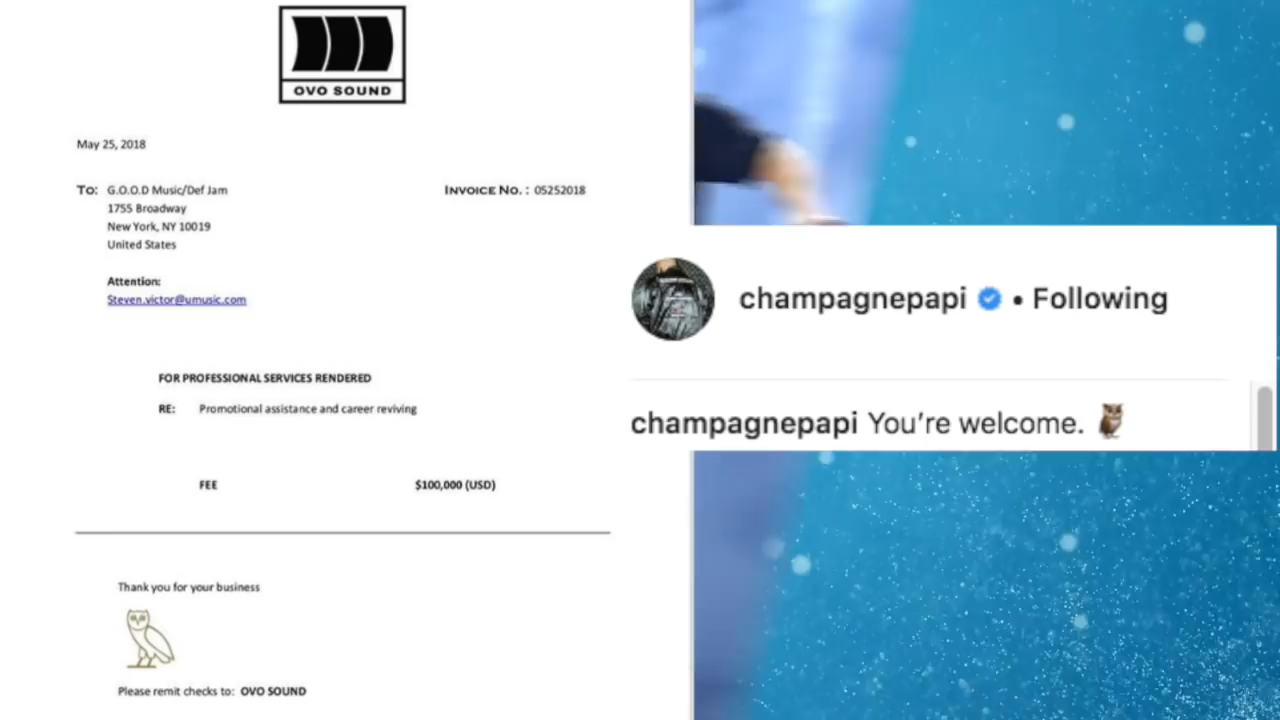 OVO SOUND
May 25, 2018
TO: G.O.O.D Music/Def Jam
1755 Broadway
New York, NY 10019
United States
INVOICE NO. : 05252018
Attention:
Steven.victor@umusic.com
FOR PROFESSIONAL SERVICES RENDERED
RE: Promotional assistance and career reviving
FEE $100,000 (USD)
Thank you for your business
Please remit checks to: OVO SOUND
champagnepapi • Following
champagnepapi You're welcome. 🦉